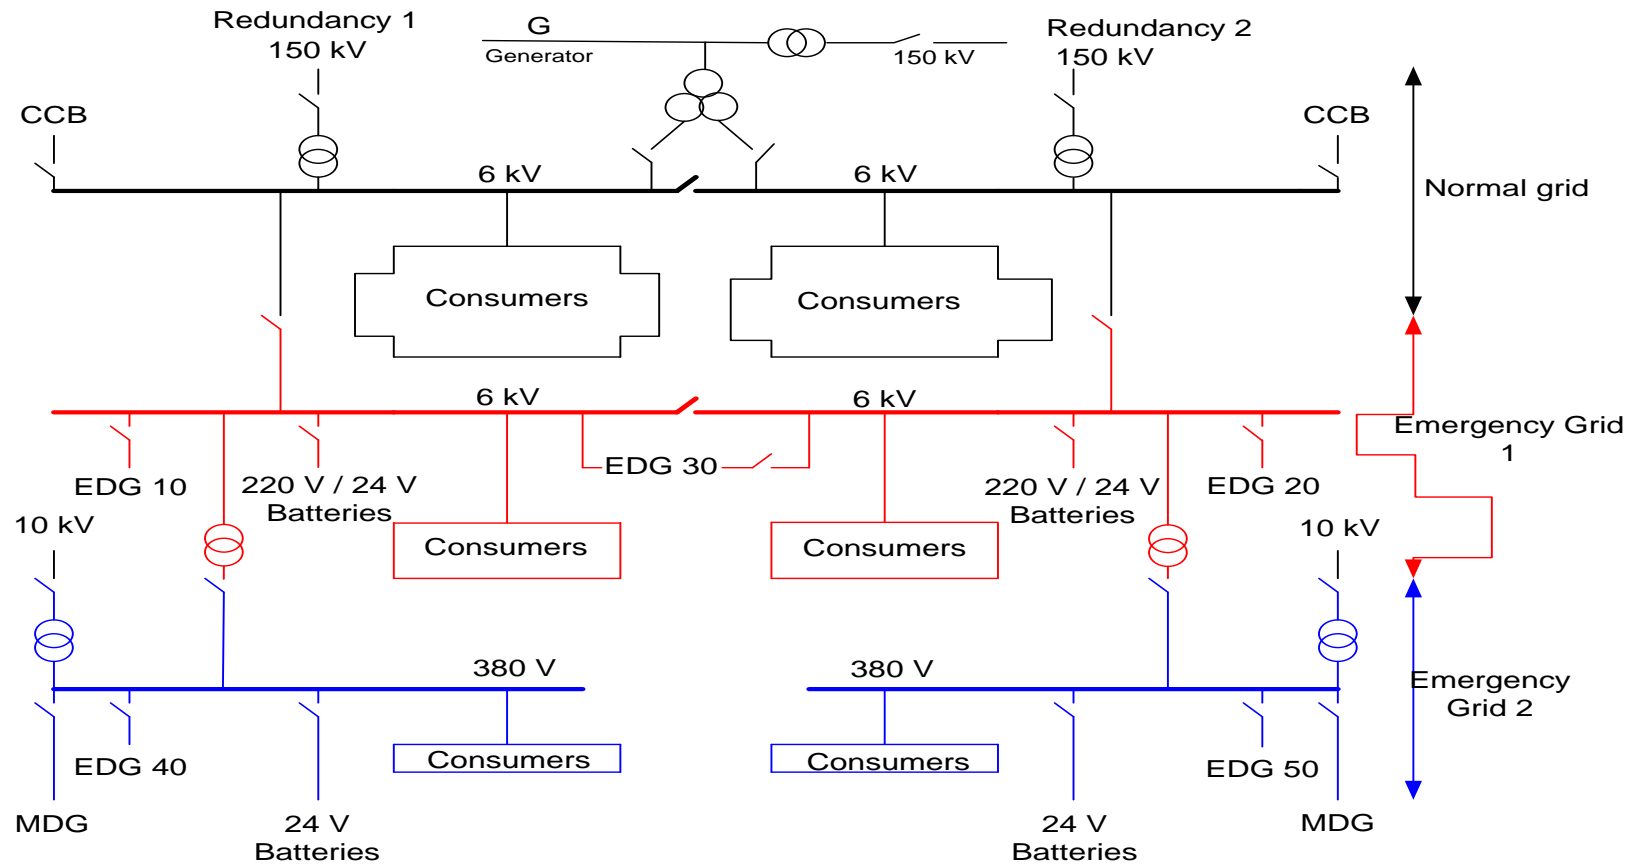 Redundancy 1
150 kV
G
Generator
150 kV
Redundancy 2
150 kV
CCB
CCB
6 kV
6 kV
Normal grid
Consumers
Consumers
6 kV
6 kV
Emergency Grid
1
EDG 10
220 V / 24 V
Batteries
EDG 30
220 V / 24 V
Batteries
EDG 20
10 kV
10 kV
Consumers
Consumers
380 V
380 V
Emergency
Grid 2
EDG 40
Consumers
Consumers
EDG 50
MDG
24 V
Batteries
24 V
Batteries
MDG